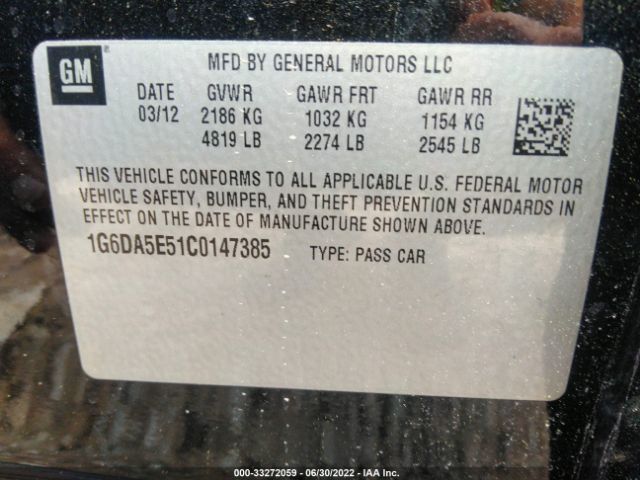 GM
MFD BY GENERAL MOTORS LLC
DATE GVWR GAWR FRT GAWR RR
03/12 2186 KG 1032 KG 1154 KG
4819 LB 2274 LB 2545 LB
THIS VEHICLE CONFORMS TO ALL APPLICABLE U.S. FEDERAL MOTOR
VEHICLE SAFETY, BUMPER, AND THEFT PREVENTION STANDARDS IN
EFFECT ON THE DATE OF MANUFACTURE SHOWN ABOVE.
1G6DA5E51C0147385 TYPE: PASS CAR
000-33272059 - 06/30/2022 - IAA Inc.